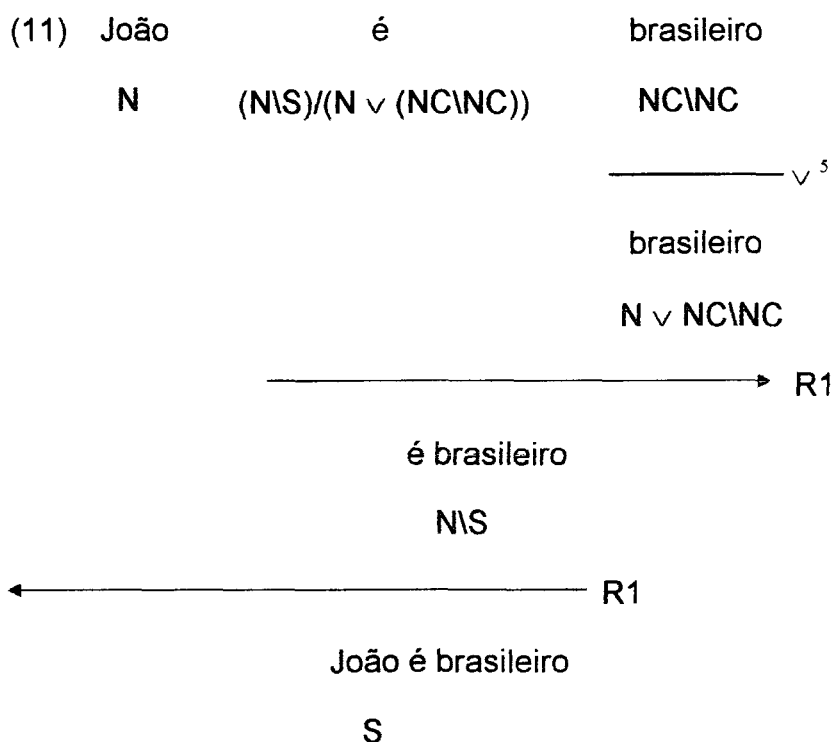 (11) João é brasileiro
N (N\S)/(N ∨ (NC\NC)) NC\NC
∨ 5
brasileiro
N ∨ NC\NC
R1
é brasileiro
N\S
R1
João é brasileiro
S